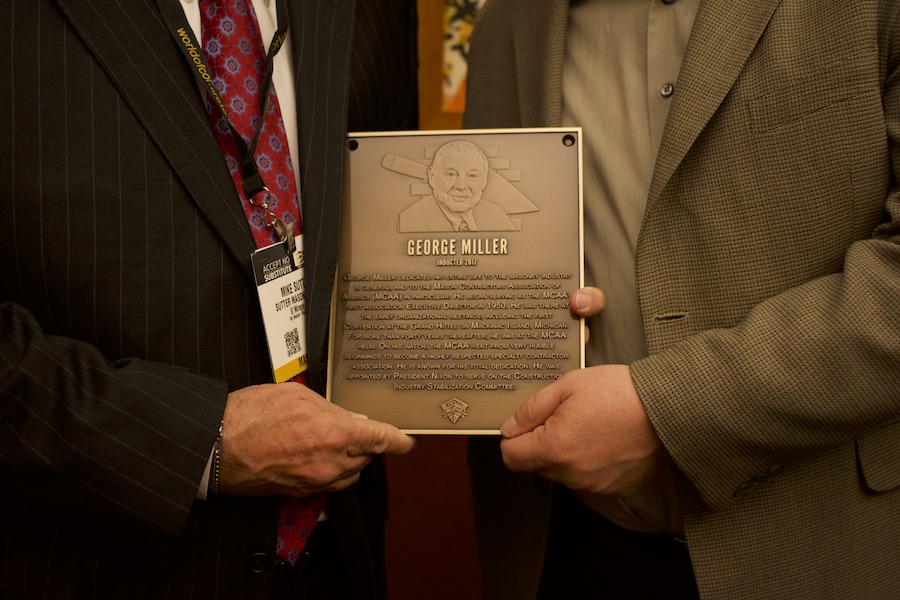 worldofcon
ACCEPT NO
SUBSTITUTE
MIKE SUTT
SUTTER MASON
GEORGE MILLER
INDUCTED 2017
George Miller dedicated his entire life to the masonry industry
in general and to the Mason Contractors Association of
America (MCAA) in particular. He began serving as the MCAA
first association Executive Director in 1950. He was there at
the early organizational meetings, including the first
Convention at the Grand Hotel on Mackinac Island, Michigan.
For more than forty years thereafter, he was at the MCAA
helm. On his watch, the MCAA went from very humble
beginnings to become a highly respected specialty contractor
association. He is known for his total dedication. He was
appointed by President Nixon to serve on the Construction
Industry Stabilization Committee.